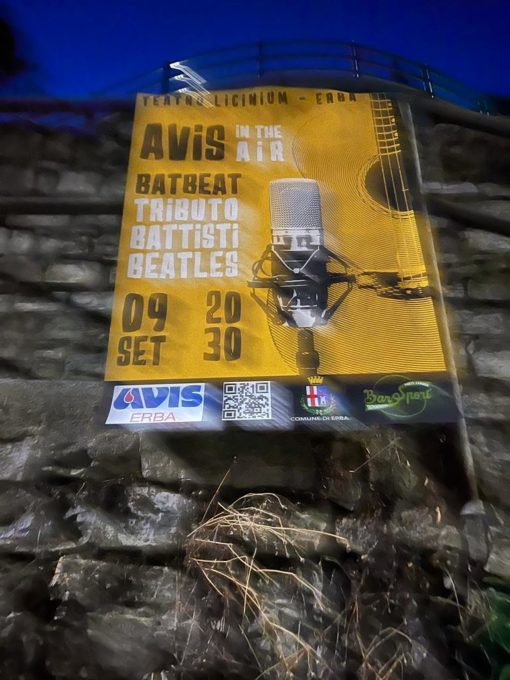 TEATRO LICINIUM - ERBA
AViS IN THE AiR
BATBEAT
TRiBUTO
BATTiSTi
BEATLES
09 SET
20 30
AVIS
ERBA
COMUNE DI ERBA
Bar Sport